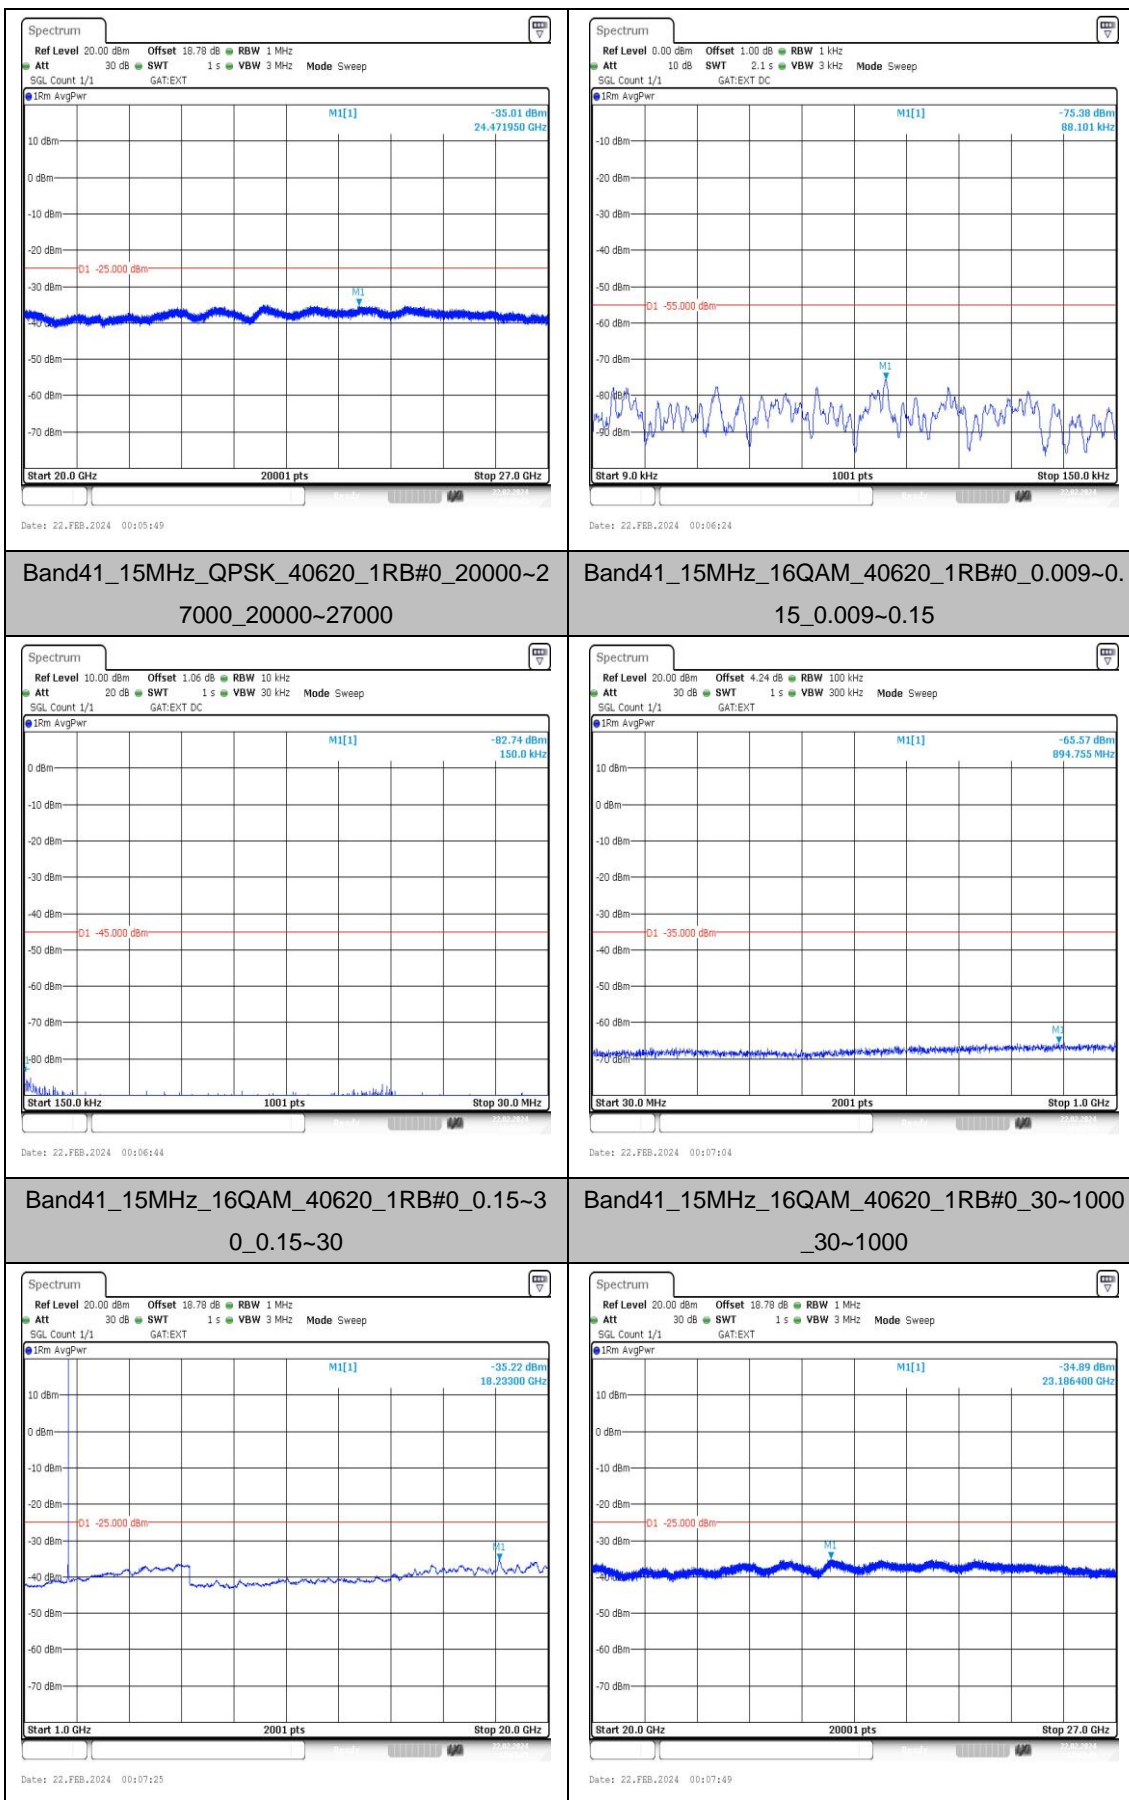 Spectrum
Ref Level 20.00 dBm Offset 18.78 dB RBW 1 MHz
Att 30 dB SWT 1 s VBW 3 MHz Mode Sweep
SGL Count 1/1 GAT:EXT
1Rm AvgPwr
M1[1] -35.01 dBm
24.471950 GHz
10 dBm
0 dBm
-10 dBm
-20 dBm
D1 -25.000 dBm
-30 dBm
M1
-40 dBm
-50 dBm
-60 dBm
-70 dBm
Start 20.0 GHz 20001 pts Stop 27.0 GHz
Date: 22.FEB.2024 00:05:49
Spectrum
Ref Level 0.00 dBm Offset 1.00 dB RBW 1 kHz
Att 10 dB SWT 2.1 s VBW 3 kHz Mode Sweep
SGL Count 1/1 GAT:EXT DC
1Rm AvgPwr
M1[1] -75.38 dBm
88.101 kHz
-10 dBm
-20 dBm
-30 dBm
-40 dBm
-50 dBm
D1 -55.000 dBm
-60 dBm
-70 dBm
M1
-80 dBm
-90 dBm
Start 9.0 kHz 1001 pts Stop 150.0 kHz
Date: 22.FEB.2024 00:06:24
Band41_15MHz_QPSK_40620_1RB#0_20000~2
7000_20000~27000
Band41_15MHz_16QAM_40620_1RB#0_0.009~0.
15_0.009~0.15
Spectrum
Ref Level 10.00 dBm Offset 1.06 dB RBW 10 kHz
Att 20 dB SWT 1 s VBW 30 kHz Mode Sweep
SGL Count 1/1 GAT:EXT DC
1Rm AvgPwr
M1[1] -82.74 dBm
150.0 kHz
0 dBm
-10 dBm
-20 dBm
-30 dBm
-40 dBm
D1 -45.000 dBm
-50 dBm
-60 dBm
-70 dBm
-80 dBm
Start 150.0 kHz 1001 pts Stop 30.0 MHz
Date: 22.FEB.2024 00:06:44
Spectrum
Ref Level 20.00 dBm Offset 4.24 dB RBW 100 kHz
Att 30 dB SWT 1 s VBW 300 kHz Mode Sweep
SGL Count 1/1 GAT:EXT
1Rm AvgPwr
M1[1] -65.57 dBm
894.755 MHz
10 dBm
0 dBm
-10 dBm
-20 dBm
-30 dBm
D1 -35.000 dBm
-40 dBm
-50 dBm
-60 dBm
M1
-70 dBm
Start 30.0 MHz 2001 pts Stop 1.0 GHz
Date: 22.FEB.2024 00:07:04
Band41_15MHz_16QAM_40620_1RB#0_0.15~3
0_0.15~30
Band41_15MHz_16QAM_40620_1RB#0_30~1000
_30~1000
Spectrum
Ref Level 20.00 dBm Offset 18.78 dB RBW 1 MHz
Att 30 dB SWT 1 s VBW 3 MHz Mode Sweep
SGL Count 1/1 GAT:EXT
1Rm AvgPwr
M1[1] -35.22 dBm
18.23300 GHz
10 dBm
0 dBm
-10 dBm
-20 dBm
D1 -25.000 dBm
-30 dBm
M1
-40 dBm
-50 dBm
-60 dBm
-70 dBm
Start 1.0 GHz 2001 pts Stop 20.0 GHz
Date: 22.FEB.2024 00:07:25
Spectrum
Ref Level 20.00 dBm Offset 18.78 dB RBW 1 MHz
Att 30 dB SWT 1 s VBW 3 MHz Mode Sweep
SGL Count 1/1 GAT:EXT
1Rm AvgPwr
M1[1] -34.89 dBm
23.186400 GHz
10 dBm
0 dBm
-10 dBm
-20 dBm
D1 -25.000 dBm
-30 dBm
M1
-40 dBm
-50 dBm
-60 dBm
-70 dBm
Start 20.0 GHz 20001 pts Stop 27.0 GHz
Date: 22.FEB.2024 00:07:49